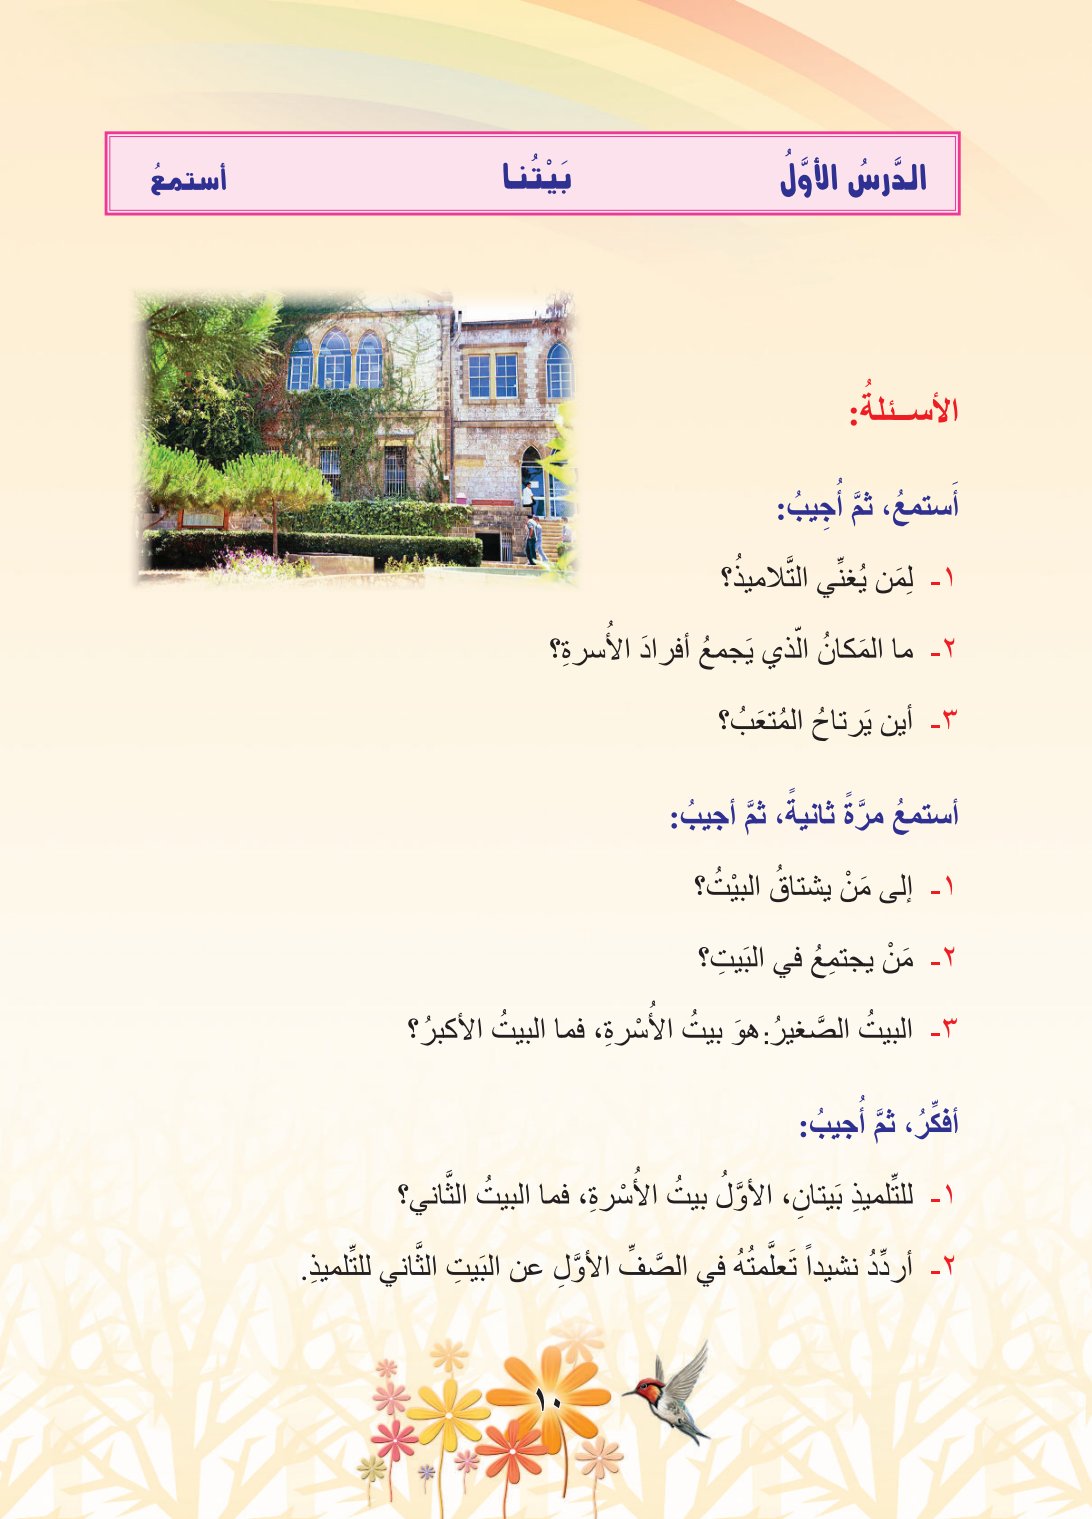 الدَّرسُ الأوَّلُ بَيْتُنا أستمعُ
الأسـئلةُ:
أَستمعُ، ثمَّ أُجِيبُ:
١- لِمَن يُغنِّي التَّلاميذُ؟
٢- ما المَكانُ الّذي يَجمعُ أفرادَ الأُسرةِ؟
٣- أين يَرتاحُ المُتعَبُ؟
أستمعُ مرَّةً ثانيةً، ثمَّ أجيبُ:
١- إلى مَنْ يشتاقُ البيْتُ؟
٢- مَنْ يجتمِعُ في البَيتِ؟
٣- البيتُ الصَّغيرُ: هوَ بيتُ الأُسْرةِ، فما البيتُ الأكبرُ؟
أفكِّرُ، ثمَّ أُجيبُ:
١- للتِّلميذِ بَيتانِ، الأوَّلُ بيتُ الأُسْرةِ، فما البيتُ الثَّاني؟
٢- أردِّدُ نشيداً تَعلَّمتُهُ في الصَّفِّ الأوَّلِ عن البَيتِ الثَّاني للتِّلميذِ.
١٠